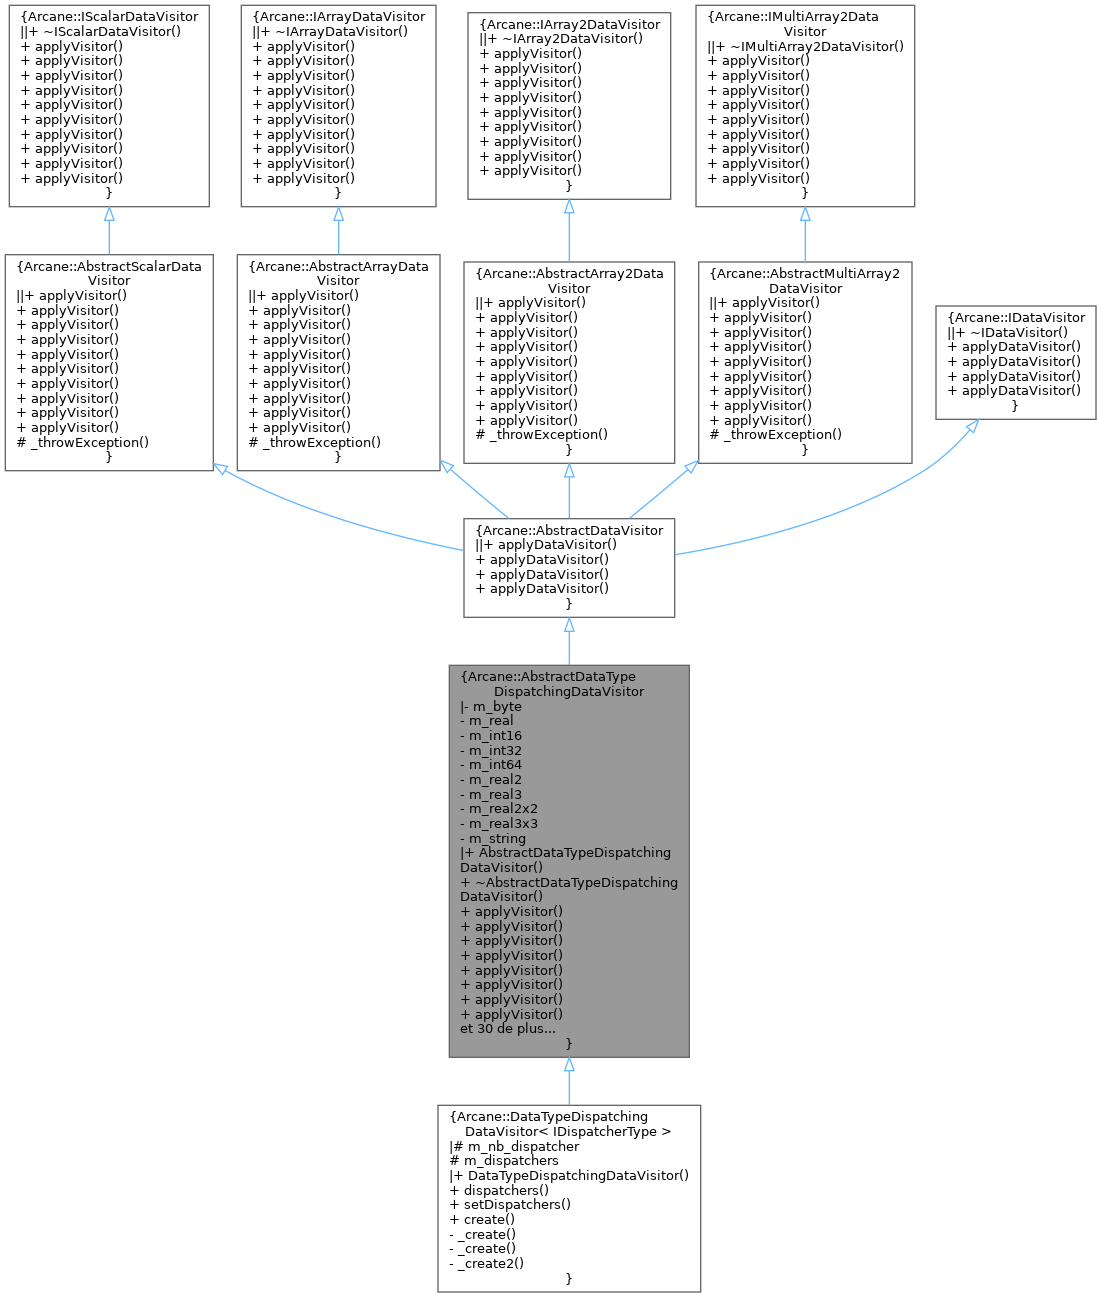 {Arcane::IScalarDataVisitor
||+ ~IScalarDataVisitor()
+ applyVisitor()
+ applyVisitor()
+ applyVisitor()
+ applyVisitor()
+ applyVisitor()
+ applyVisitor()
+ applyVisitor()
+ applyVisitor()
+ applyVisitor()
+ applyVisitor()
}
{Arcane::IArrayDataVisitor
||+ ~IArrayDataVisitor()
+ applyVisitor()
+ applyVisitor()
+ applyVisitor()
+ applyVisitor()
+ applyVisitor()
+ applyVisitor()
+ applyVisitor()
+ applyVisitor()
+ applyVisitor()
+ applyVisitor()
}
{Arcane::IArray2DataVisitor
||+ ~IArray2DataVisitor()
+ applyVisitor()
+ applyVisitor()
+ applyVisitor()
+ applyVisitor()
+ applyVisitor()
+ applyVisitor()
+ applyVisitor()
+ applyVisitor()
+ applyVisitor()
}
{Arcane::IMultiArray2Data
Visitor
||+ ~IMultiArray2DataVisitor()
+ applyVisitor()
+ applyVisitor()
+ applyVisitor()
+ applyVisitor()
+ applyVisitor()
+ applyVisitor()
+ applyVisitor()
+ applyVisitor()
+ applyVisitor()
}
{Arcane::AbstractScalarData
Visitor
||+ applyVisitor()
+ applyVisitor()
+ applyVisitor()
+ applyVisitor()
+ applyVisitor()
+ applyVisitor()
+ applyVisitor()
+ applyVisitor()
+ applyVisitor()
+ applyVisitor()
# _throwException()
}
{Arcane::AbstractArrayData
Visitor
||+ applyVisitor()
+ applyVisitor()
+ applyVisitor()
+ applyVisitor()
+ applyVisitor()
+ applyVisitor()
+ applyVisitor()
+ applyVisitor()
+ applyVisitor()
+ applyVisitor()
# _throwException()
}
{Arcane::AbstractArray2Data
Visitor
||+ applyVisitor()
+ applyVisitor()
+ applyVisitor()
+ applyVisitor()
+ applyVisitor()
+ applyVisitor()
+ applyVisitor()
+ applyVisitor()
+ applyVisitor()
# _throwException()
}
{Arcane::AbstractMultiArray2
DataVisitor
||+ applyVisitor()
+ applyVisitor()
+ applyVisitor()
+ applyVisitor()
+ applyVisitor()
+ applyVisitor()
+ applyVisitor()
+ applyVisitor()
+ applyVisitor()
# _throwException()
}
{Arcane::IDataVisitor
||+ ~IDataVisitor()
+ applyDataVisitor()
+ applyDataVisitor()
+ applyDataVisitor()
+ applyDataVisitor()
}
{Arcane::AbstractDataVisitor
||+ applyDataVisitor()
+ applyDataVisitor()
+ applyDataVisitor()
+ applyDataVisitor()
}
{Arcane::AbstractDataType
DispatchingDataVisitor
|- m_byte
- m_real
- m_int16
- m_int32
- m_int64
- m_real2
- m_real3
- m_real2x2
- m_real3x3
- m_string
|+ AbstractDataTypeDispatching
DataVisitor()
+ ~AbstractDataTypeDispatching
DataVisitor()
+ applyVisitor()
+ applyVisitor()
+ applyVisitor()
+ applyVisitor()
+ applyVisitor()
+ applyVisitor()
+ applyVisitor()
+ applyVisitor()
et 30 de plus...
}
{Arcane::DataTypeDispatching
DataVisitor< IDispatcherType >
|# m_nb_dispatcher
# m_dispatchers
|+ DataTypeDispatchingDataVisitor()
+ dispatchers()
+ setDispatchers()
+ create()
- _create()
- _create()
- _create2()
}